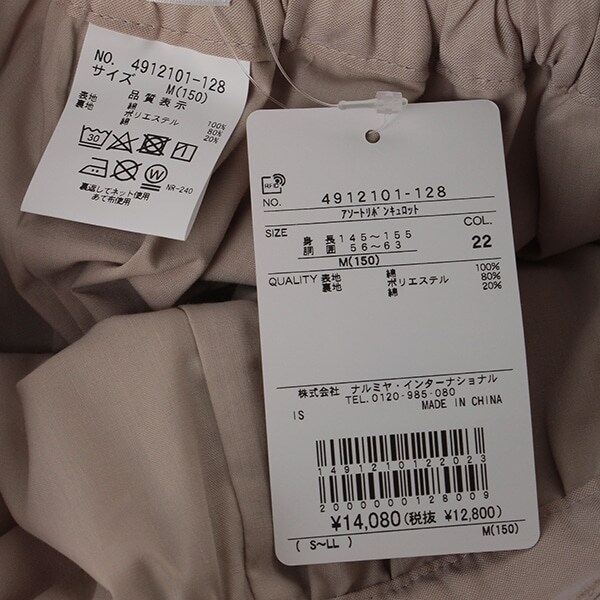 NO. 4912101-128
サイズ M(150)
品質表示
表地 綿 100%
裏地 ポリエステル 80%
綿 20%
30
NR-240
裏返してネット使用
あて布使用
RFID
NO. 4912101-128
アソートリボンキュロット
SIZE
COL.
身長 145~155
胴囲 56~63
22
M(150)
QUALITY 表地 綿 100%
裏地 ポリエステル 80%
綿 20%
株式会社 ナルミヤ・インターナショナル
TEL.0120-985-080
IS MADE IN CHINA
1491210122023
2000000128009
¥14,080(税抜 ¥12,800)
( S~LL ) M(150)